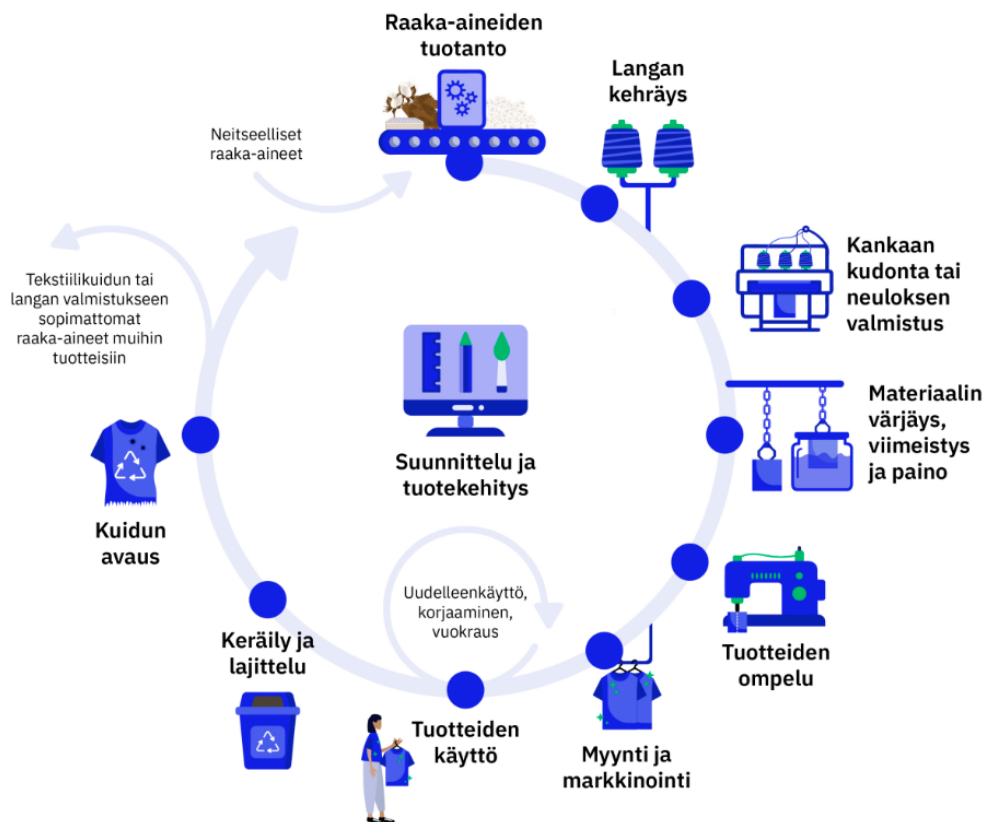 Raaka-aineiden
tuotanto
Langan
kehräys
Neitseelliset
raaka-aineet
Kankaan
kudonta tai
neuloksen
valmistus
Tekstiilikuidun tai
langan valmistukseen
sopimattomat
raaka-aineet muihin
tuotteisiin
Materiaalin
värjäys,
viimeistys
ja paino
Suunnittelu ja
tuotekehitys
Kuidun
avaus
Uudelleenkäyttö,
korjaaminen,
vuokraus
Tuotteiden
ompelu
Keräily ja
lajittelu
Tuotteiden
käyttö
Myynti ja
markkinointi